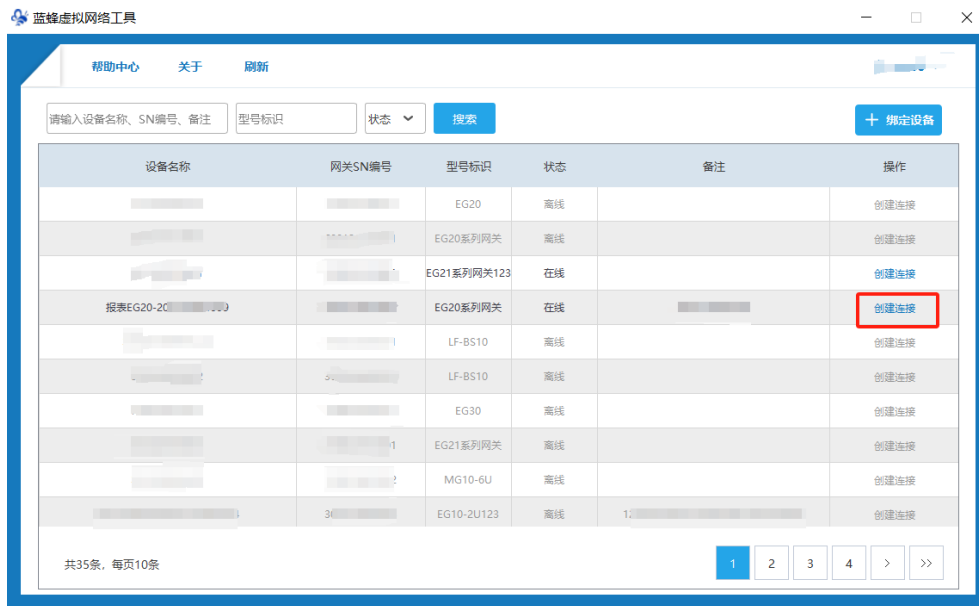 蓝蜂虚拟网络工具
帮助中心 关于 刷新
请输入设备名称、SN编号、备注 型号标识 状态 搜索 绑定设备
设备名称 网关SN编号 型号标识 状态 备注 操作
EG20 离线 创建连接
EG20系列网关 离线 创建连接
EG21系列网关123 在线 创建连接
报表EG20-20 EG20系列网关 在线 创建连接
LF-BS10 离线 创建连接
LF-BS10 离线 创建连接
EG30 离线 创建连接
EG21系列网关 离线 创建连接
MG10-6U 离线 创建连接
EG10-2U123 离线 创建连接
共35条，每页10条 1 2 3 4 > >>